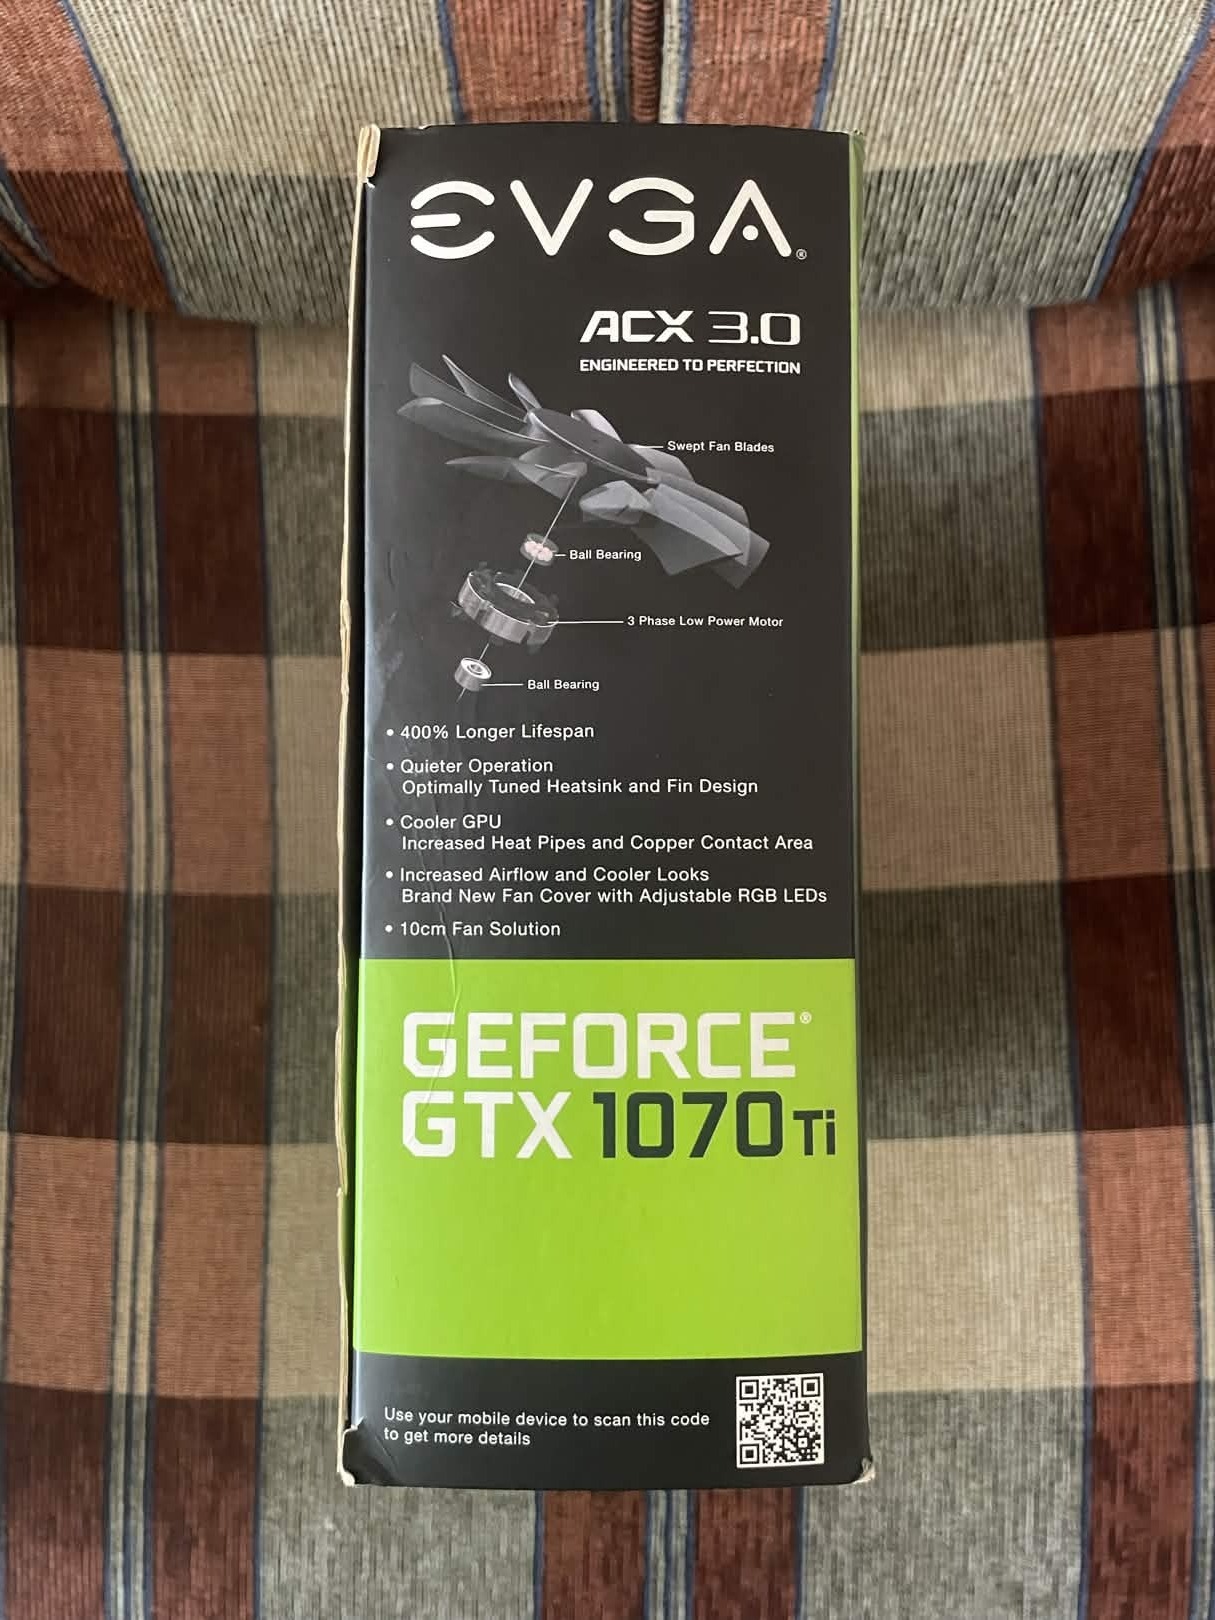 EVGA®
ACX 3.0
ENGINEERED TO PERFECTION
Swept Fan Blades
Ball Bearing
3 Phase Low Power Motor
Ball Bearing
• 400% Longer Lifespan
• Quieter Operation
Optimally Tuned Heatsink and Fin Design
• Cooler GPU
Increased Heat Pipes and Copper Contact Area
• Increased Airflow and Cooler Looks
Brand New Fan Cover with Adjustable RGB LEDs
• 10cm Fan Solution
GEFORCE®
GTX 1070 Ti
Use your mobile device to scan this code
to get more details